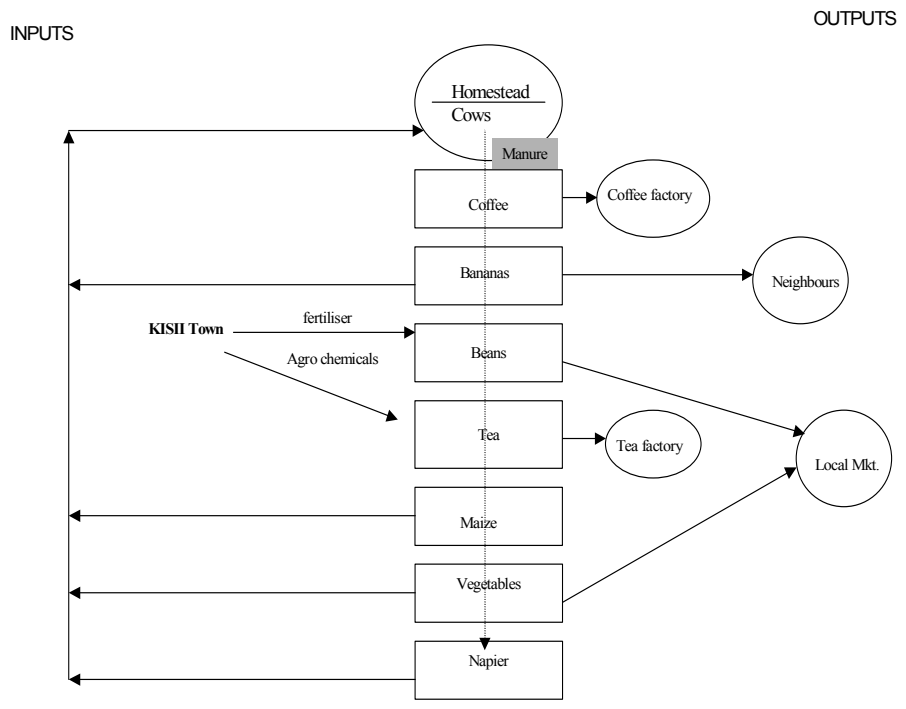 OUTPUTS
INPUTS
Homestead
Cows
Manure
Coffee
Coffee factory
Bananas
Neighbours
KISII Town
fertiliser
Beans
Agro chemicals
Tea
Tea factory
Local Mkt.
Maize
Vegetables
Napier